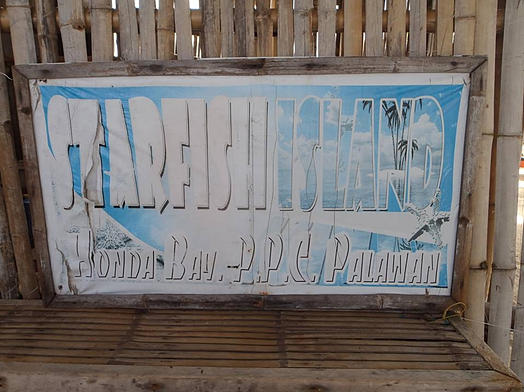 STARFISH ISLAND
HONDA BAY. P.P.C. PALAWAN